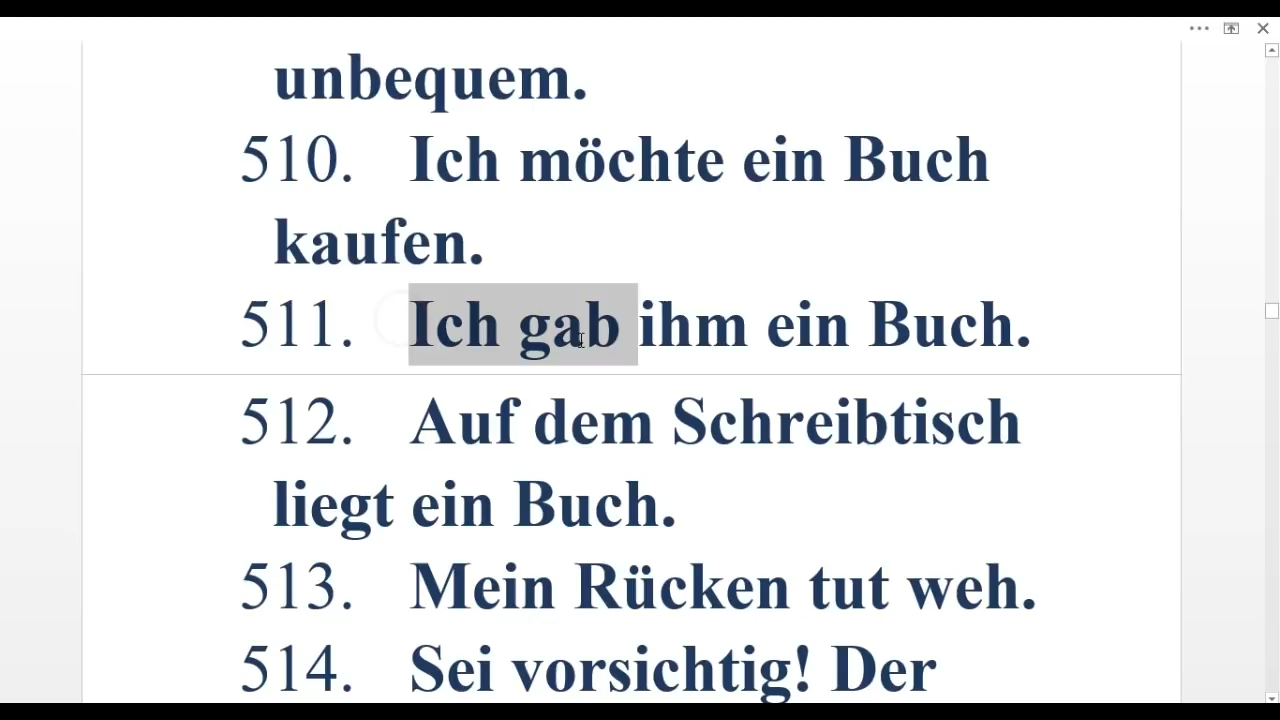 unbequem.
510. Ich möchte ein Buch
kaufen.
511. Ich gab ihm ein Buch.
512. Auf dem Schreibtisch
liegt ein Buch.
513. Mein Rücken tut weh.
514. Sei vorsichtig! Der